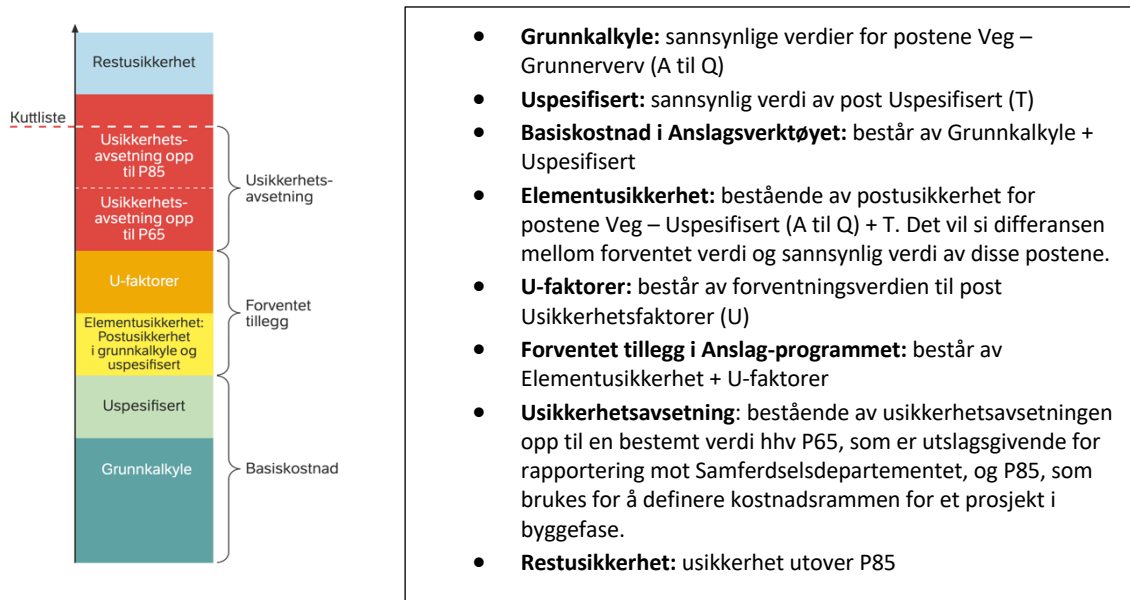 Restusikkerhet
Kuttliste
Usikkerhets-
avsetning opp
til P85
Usikkerhets-
avsetning
Usikkerhets-
avsetning opp
til P65
U-faktorer
Forventet
tillegg
Elementusikkerhet:
Postusikkerhet
i grunnkalkyle og
uspesifisert
Uspesifisert
Grunnkalkyle
Basiskostnad
• Grunnkalkyle: sannsynlige verdier for postene Veg –
Grunnerverv (A til Q)
• Uspesifisert: sannsynlig verdi av post Uspesifisert (T)
• Basiskostnad i Anslagsverktøyet: består av Grunnkalkyle +
Uspesifisert
• Elementusikkerhet: bestående av postusikkerhet for
postene Veg – Uspesifisert (A til Q) + T. Det vil si differansen
mellom forventet verdi og sannsynlig verdi av disse postene.
• U-faktorer: består av forventningsverdien til post
Usikkerhetsfaktorer (U)
• Forventet tillegg i Anslag-programmet: består av
Elementusikkerhet + U-faktorer
• Usikkerhetsavsetning: bestående av usikkerhetsavsetningen
opp til en bestemt verdi hhv P65, som er utslagsgivende for
rapportering mot Samferdselsdepartementet, og P85, som
brukes for å definere kostnadsrammen for et prosjekt i
byggefase.
• Restusikkerhet: usikkerhet utover P85